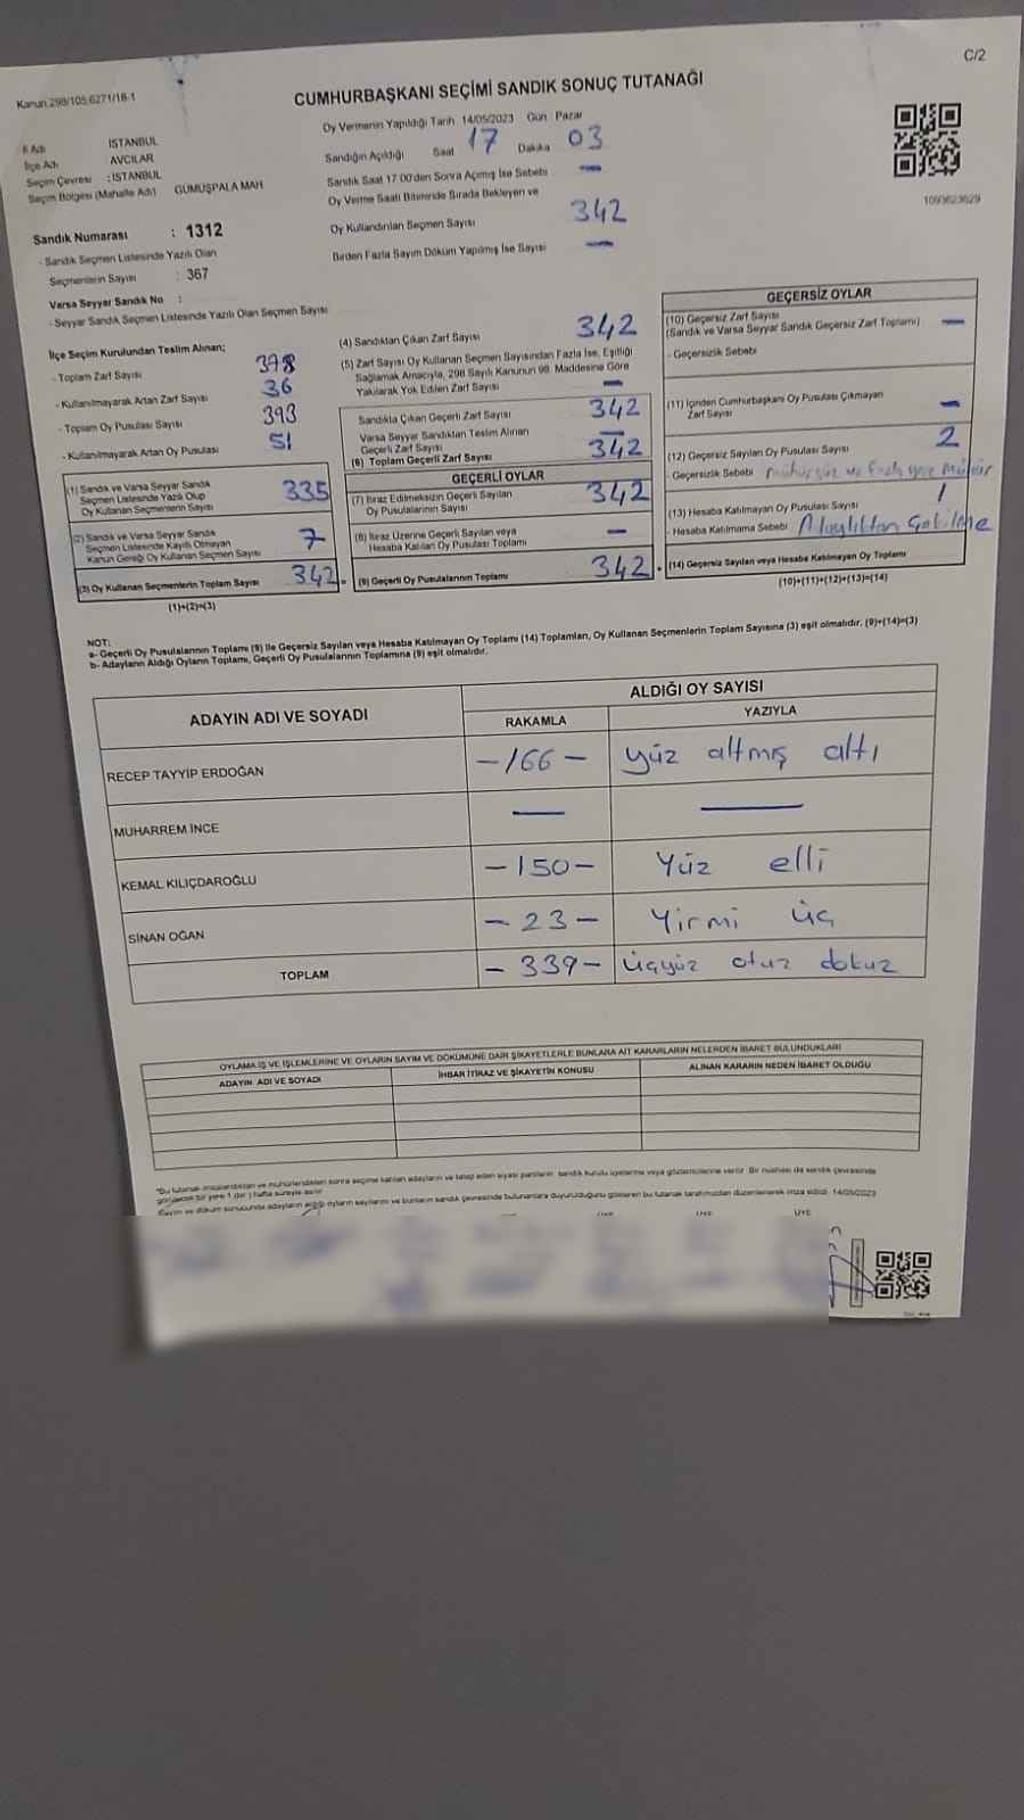 C/2
Kanun 298/105,6271/18-1
CUMHURBAŞKANI SEÇİMİ SANDIK SONUÇ TUTANAĞI
İl Adı İSTANBUL
İlçe Adı AVCILAR
Seçim Çevresi : İSTANBUL
Seçim Bölgesi (Mahalle Adı) GÜMÜŞPALA MAH
Sandık Numarası : 1312
- Sandık Seçmen Listesinde Yazılı Olan
Seçmenlerin Sayısı : 367
Varsa Seyyar Sandık No :
- Seyyar Sandık Seçmen Listesinde Yazılı Olan Seçmen Sayısı
Oy Vermenin Yapıldığı Tarih 14/05/2023 Gün Pazar
Sandığın Açıldığı Saat 17 Dakika 03
Sandık Saat 17:00'den Sonra Açımış İse Sebebi —
Oy Verme Saati Bitiminde Sırada Bekleyen ve
Oy Kullandırılan Seçmen Sayısı 342
Birden Fazla Sayım Döküm Yapılmış İse Sayısı —
1093623629
İlçe Seçim Kurulundan Teslim Alınan;
- Toplam Zarf Sayısı 378
- Kullanılmayarak Artan Zarf Sayısı 36
- Toplam Oy Pusulası Sayısı 393
- Kullanılmayarak Artan Oy Pusulası 51
(1) Sandık ve Varsa Seyyar Sandık
Seçmen Listesinde Yazılı Olup
Oy Kullanan Seçmenlerin Sayısı 335
(2) Sandık ve Varsa Seyyar Sandık
Seçmen Listesinde Kayıtlı Olmayan
Kanun Gereği Oy Kullanan Seçmen Sayısı 7
(3) Oy Kullanan Seçmenlerin Toplam Sayısı 342
(1)+(2)=(3)
(4) Sandıktan Çıkan Zarf Sayısı 342
(5) Zarf Sayısı Oy Kullanan Seçmen Sayısından Fazla İse, Eşitliği
Sağlamak Amacıyla, 298 Sayılı Kanunun 98. Maddesine Göre
Yakılarak Yok Edilen Zarf Sayısı —
Sandıkta Çıkan Geçerli Zarf Sayısı 342
Varsa Seyyar Sandıktan Teslim Alınan
Geçerli Zarf Sayısı —
(6) Toplam Geçerli Zarf Sayısı 342
GEÇERLİ OYLAR
(7) İtiraz Edilmeksizin Geçerli Sayılan
Oy Pusulalarının Sayısı 342
(8) İtiraz Üzerine Geçerli Sayılan veya
Hesaba Katılan Oy Pusulası Toplamı —
(9) Geçerli Oy Pusulalarının Toplamı 342
GEÇERSİZ OYLAR
(10) Geçersiz Zarf Sayısı
(Sandık ve Varsa Seyyar Sandık Geçersiz Zarf Toplamı) —
- Geçersizlik Sebebi
(11) İçinden Cumhurbaşkanı Oy Pusulası Çıkmayan
Zarf Sayısı —
(12) Geçersiz Sayılan Oy Pusulası Sayısı 2
- Geçersizlik Sebebi
(13) Hesaba Katılmayan Oy Pusulası Sayısı 1
- Hesaba Katılmama Sebebi
(14) Geçersiz Sayılan veya Hesaba Katılmayan Oy Toplamı
(10)+(11)+(12)+(13)=(14)
NOT:
a- Geçerli Oy Pusulalarının Toplamı (9) İle Geçersiz Sayılan veya Hesaba Katılmayan Oy Toplamı (14) Toplamları, Oy Kullanan Seçmenlerin Toplam Sayısına (3) eşit olmalıdır. (9)+(14)=(3)
b- Adayların Aldığı Oyların Toplamı, Geçerli Oy Pusulalarının Toplamına (9) eşit olmalıdır.
ADAYIN ADI VE SOYADI ALDIĞI OY SAYISI
RAKAMLA YAZIYLA
RECEP TAYYİP ERDOĞAN -166- yüz altmış altı
MUHARREM İNCE — —
KEMAL KILIÇDAROĞLU -150- Yüz elli
SİNAN OĞAN -23- Yirmi üç
TOPLAM -339- üçyüz otuz dokuz
OYLAMA İŞ VE İŞLEMLERİNE VE OYLARIN SAYIM VE DÖKÜMÜNE DAİR ŞİKAYETLERLE BUNLARA AİT KARARLARIN NELERDEN İBARET BULUNDUKLARI
ADAYIN ADI VE SOYADI İHBAR İTİRAZ VE ŞİKAYETİN KONUSU ALINAN KARARIN NEDEN İBARET OLDUĞU
ÜYE